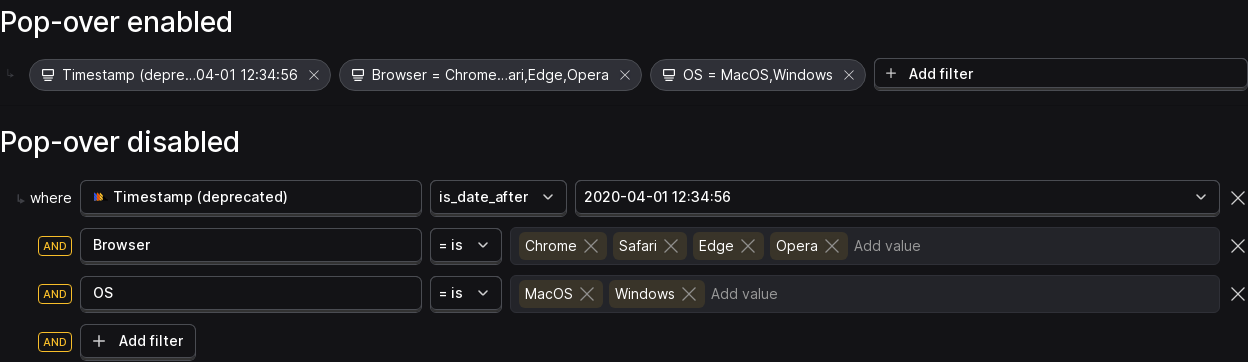 Pop-over enabled
Timestamp (depre...04-01 12:34:56 Browser = Chrome...ari,Edge,Opera OS = MacOS,Windows Add filter
Pop-over disabled
where Timestamp (deprecated) is_date_after 2020-04-01 12:34:56
AND Browser = is Chrome Safari Edge Opera Add value
AND OS = is MacOS Windows Add value
AND + Add filter